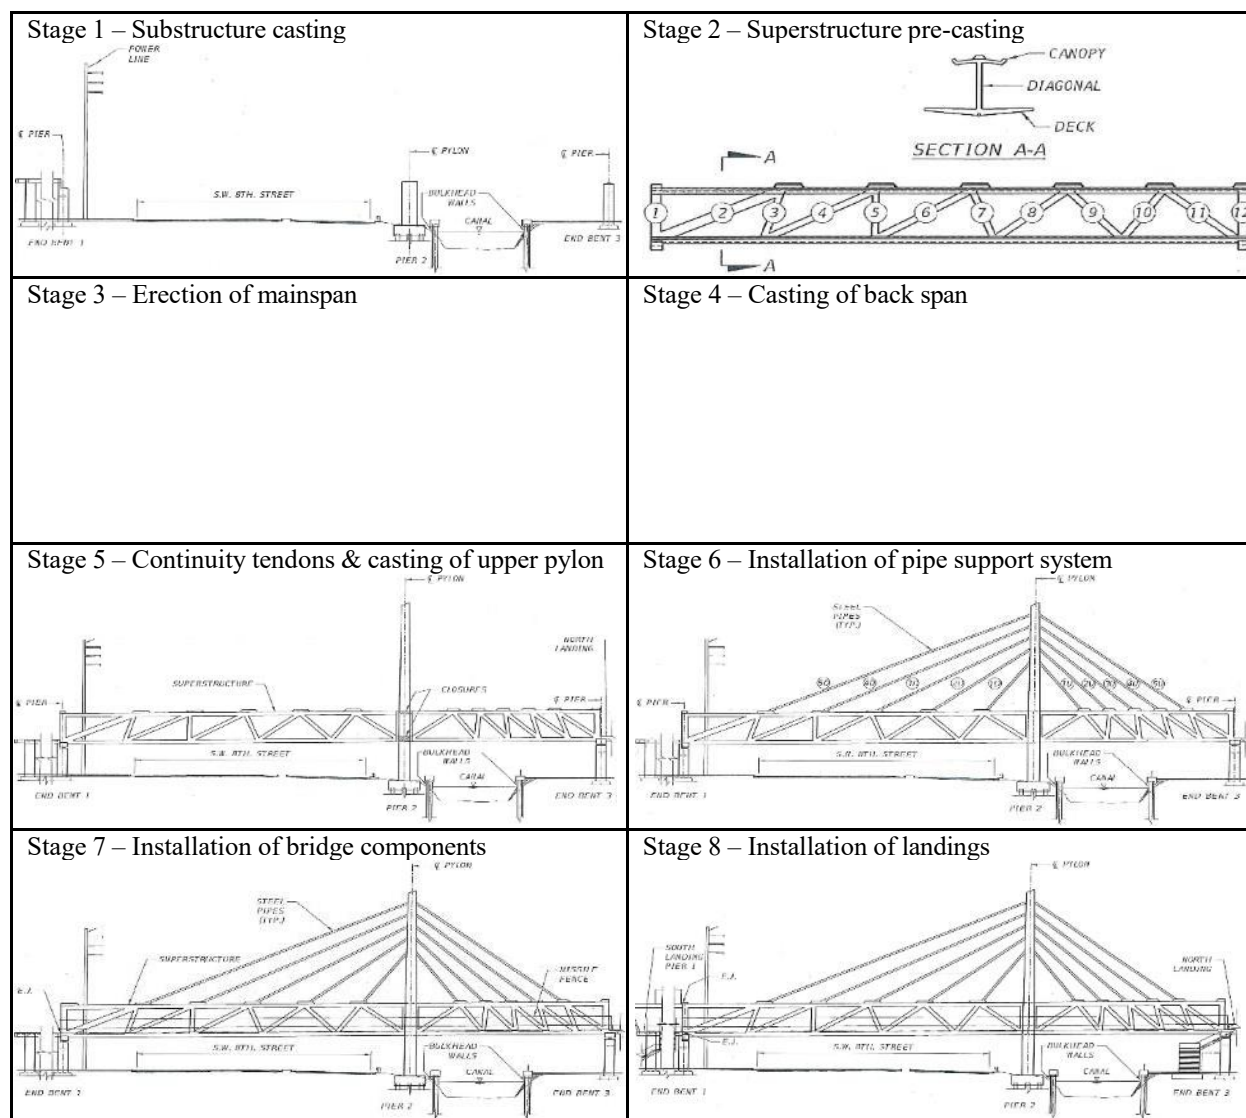 Stage 1 – Substructure casting
POWER
LINE
℄ PIER
℄ PYLON
℄ PIER
S.W. 8TH. STREET
BULKHEAD
WALLS
CANAL
END BENT 1
PIER 2
END BENT 3
Stage 2 – Superstructure pre-casting
CANOPY
DIAGONAL
DECK
SECTION A-A
A
1 2 3 4 5 6 7 8 9 10 11 12
A
Stage 3 – Erection of mainspan
Stage 4 – Casting of back span
Stage 5 – Continuity tendons & casting of upper pylon
℄ PYLON
NORTH
LANDING
SUPERSTRUCTURE
CLOSURES
℄ PIER
℄ PIER
S.W. 8TH. STREET
BULKHEAD
WALLS
CANAL
END BENT 1
PIER 2
END BENT 3
Stage 6 – Installation of pipe support system
℄ PYLON
STEEL
PIPES
(TYP.)
℄ PIER
℄ PIER
S.W. 8TH. STREET
BULKHEAD
WALLS
CANAL
END BENT 1
PIER 2
END BENT 3
Stage 7 – Installation of bridge components
℄ PYLON
STEEL
PIPES
(TYP.)
SUPERSTRUCTURE
MISSILE
FENCE
E.J.
S.W. 8TH. STREET
BULKHEAD
WALLS
CANAL
END BENT
PIER 2
END BENT 3
Stage 8 – Installation of landings
℄ PYLON
SOUTH
LANDING
PIER 1
E.J.
NORTH
LANDING
E.J.
S.W. 8TH. STREET
BULKHEAD
WALLS
CANAL
END BENT 1
PIER 2
END BENT 3